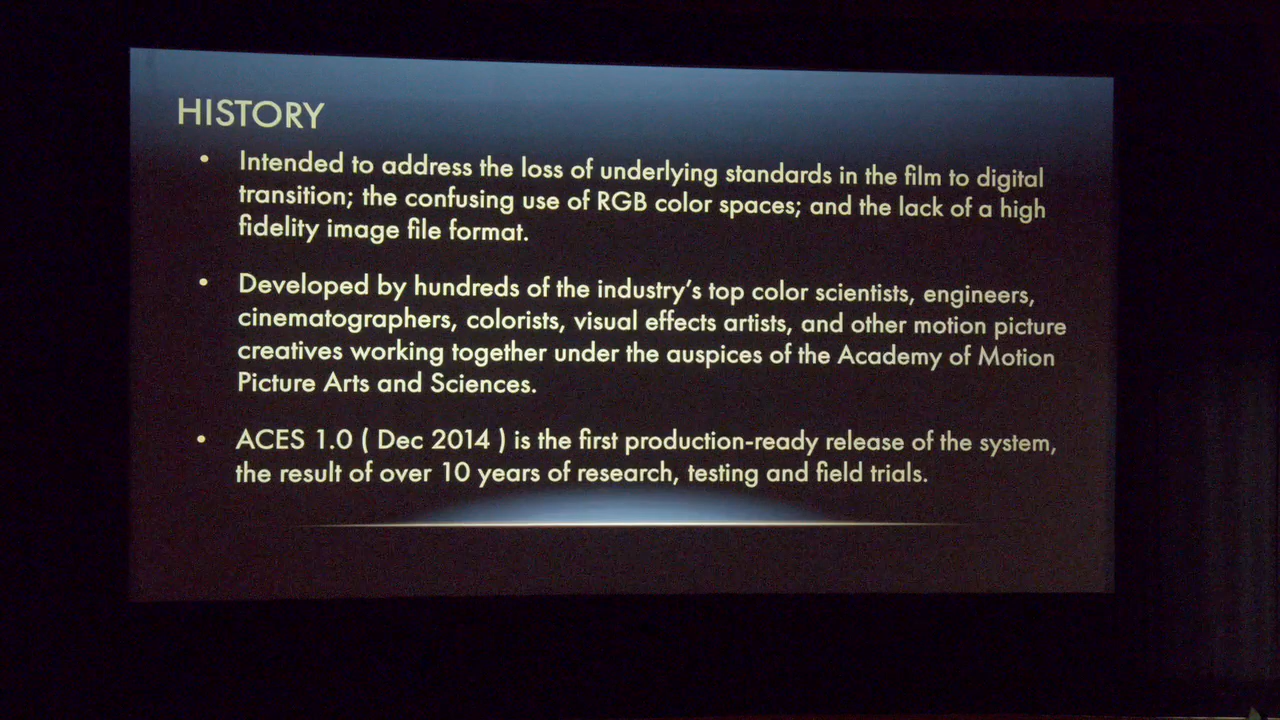 HISTORY
• Intended to address the loss of underlying standards in the film to digital
transition; the confusing use of RGB color spaces; and the lack of a high
fidelity image file format.
• Developed by hundreds of the industry’s top color scientists, engineers,
cinematographers, colorists, visual effects artists, and other motion picture
creatives working together under the auspices of the Academy of Motion
Picture Arts and Sciences.
• ACES 1.0 ( Dec 2014 ) is the first production-ready release of the system,
the result of over 10 years of research, testing and field trials.